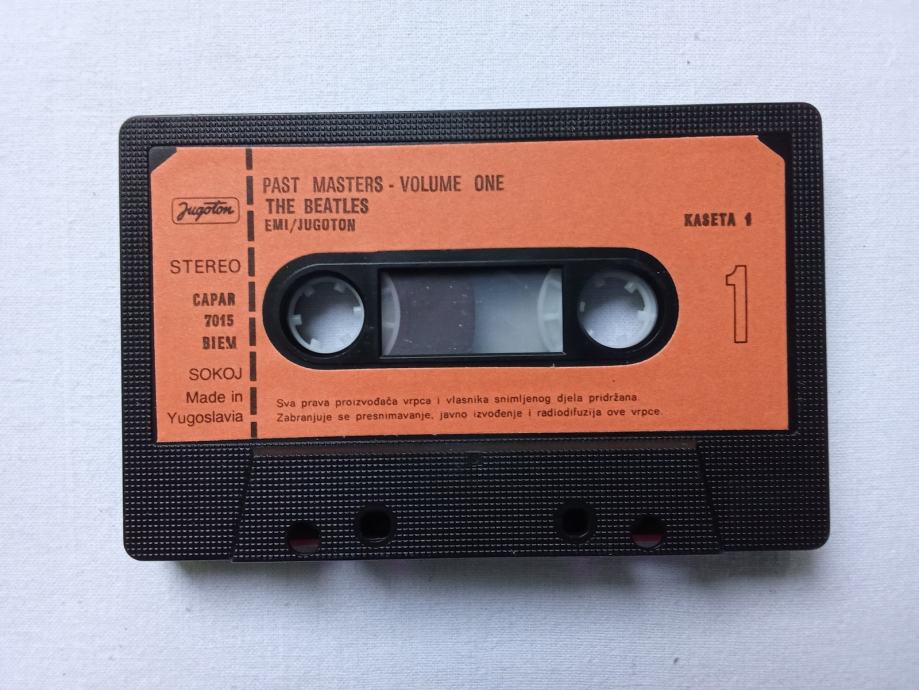 PAST MASTERS - VOLUME ONE
THE BEATLES
EMI/JUGOTON
KASETA 1
Jugoton
STEREO
CAPAR
7015
BIEM
SOKOJ
Made in
Yugoslavia
1
Sva prava proizvođača vrpca i vlasnika snimljenog djela pridržana.
Zabranjuje se presnimavanje, javno izvođenje i radiodifuzija ove vrpce.